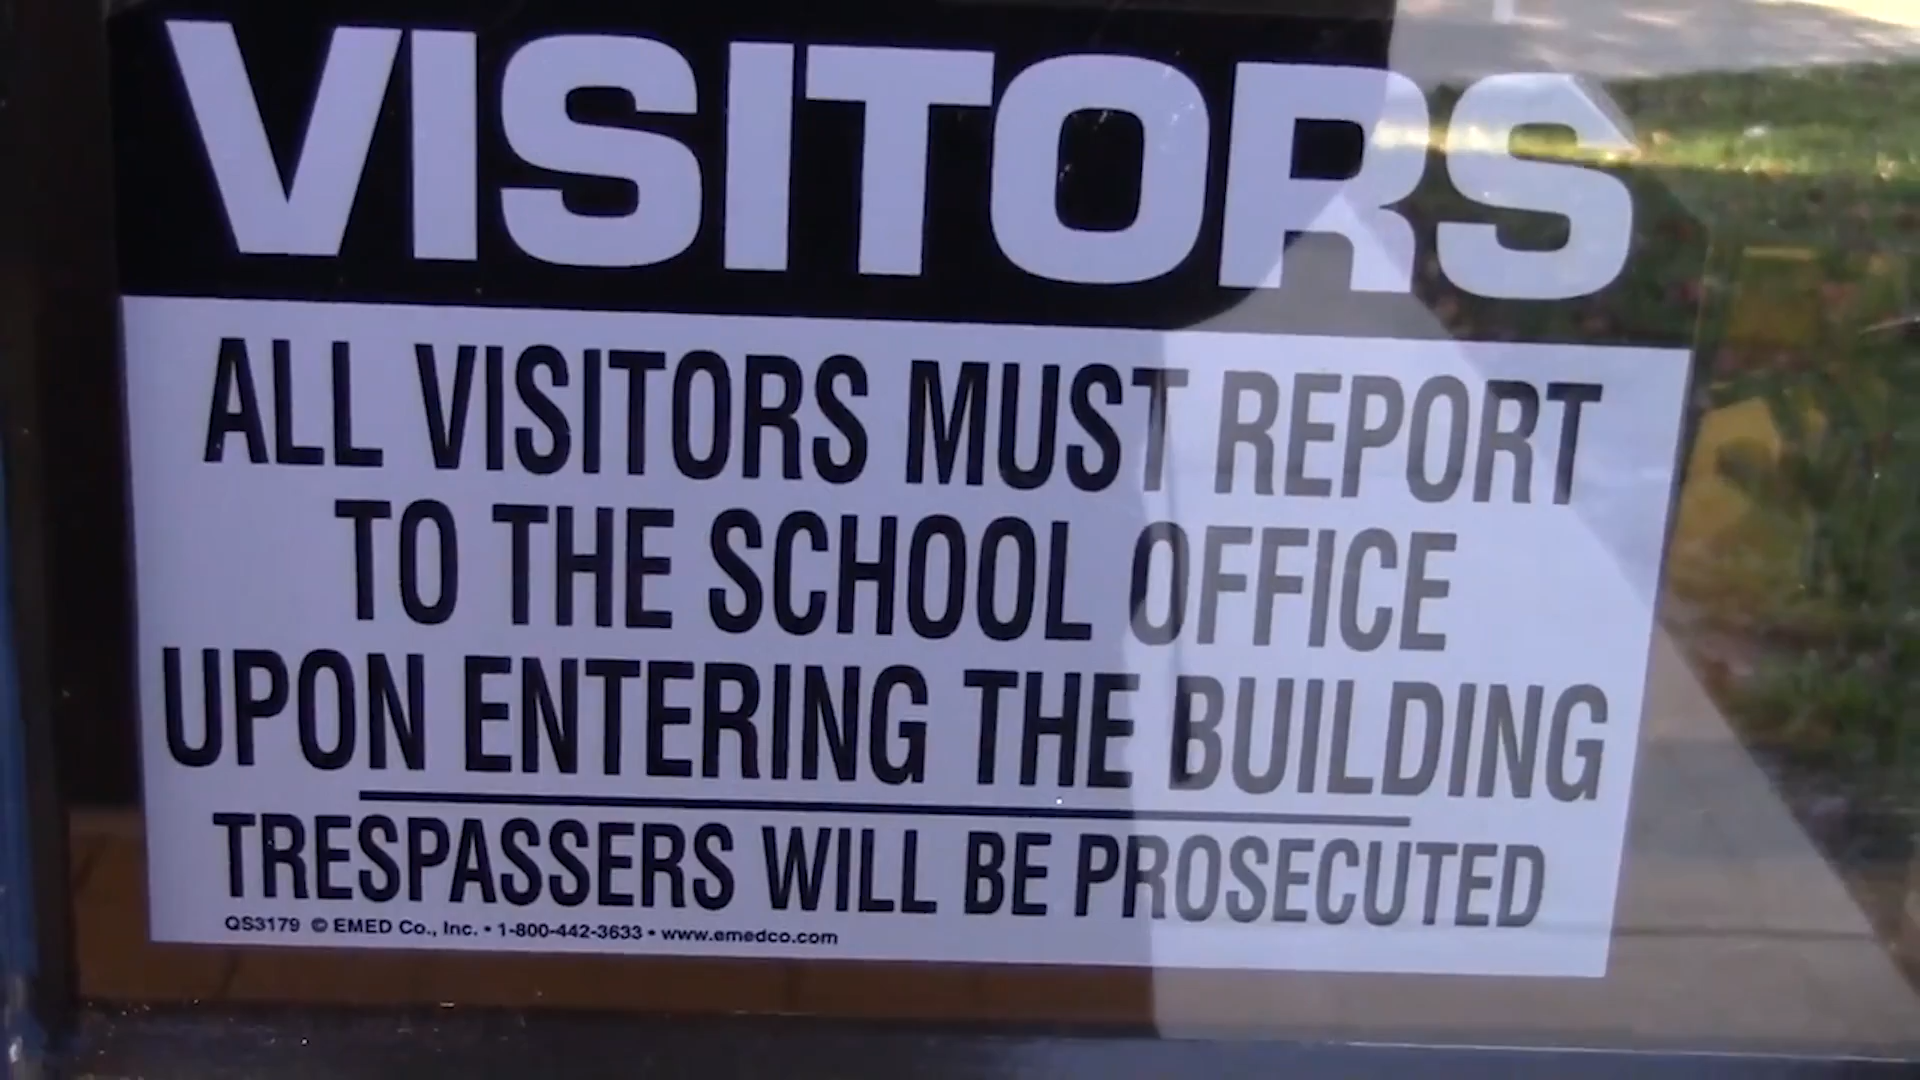 VISITORS
ALL VISITORS MUST REPORT
TO THE SCHOOL OFFICE
UPON ENTERING THE BUILDING
TRESPASSERS WILL BE PROSECUTED
QS3179 © EMED Co., Inc. • 1-800-442-3633 • www.emedco.com